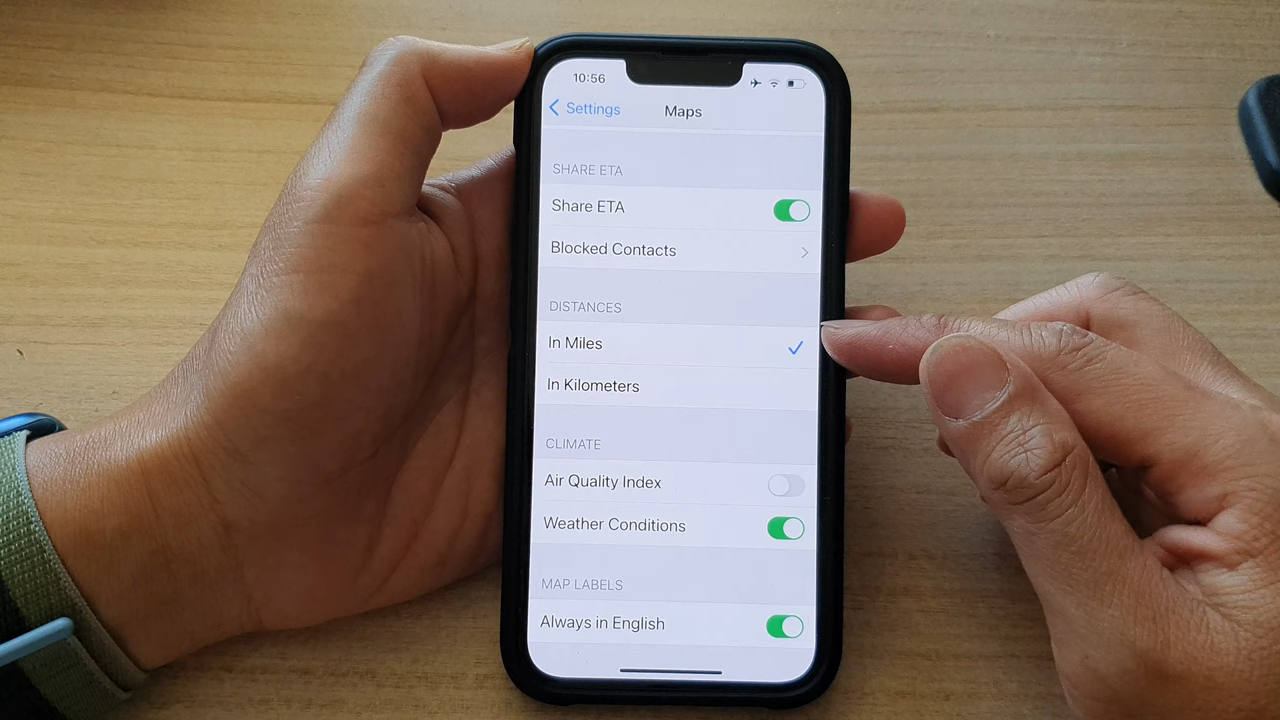 10:56
Settings
Maps
SHARE ETA
Share ETA
Blocked Contacts
DISTANCES
In Miles
In Kilometers
CLIMATE
Air Quality Index
Weather Conditions
MAP LABELS
Always in English